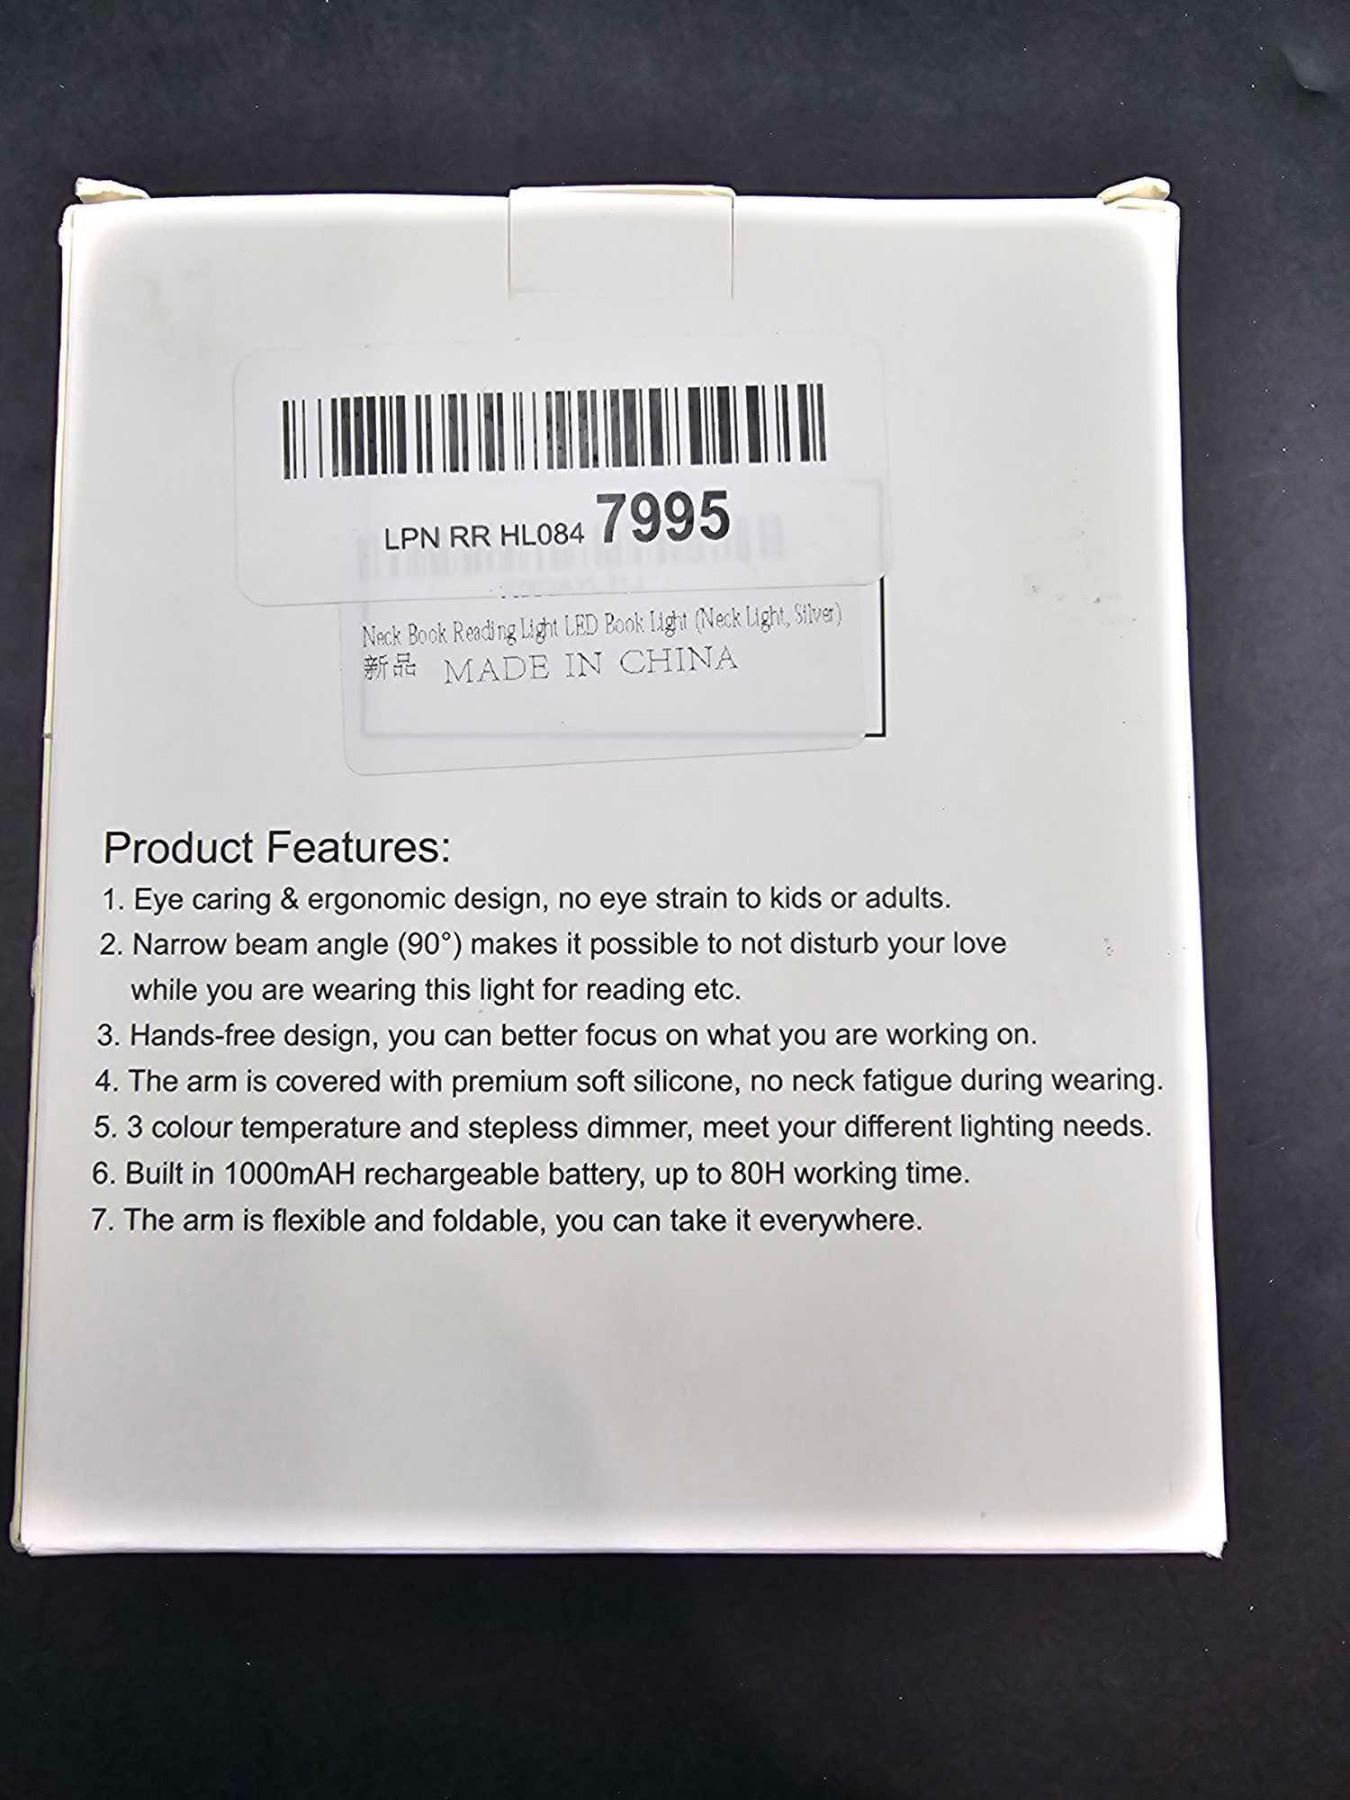 LPN RR HL084 7995
Neck Book Reading Light LED Book Light (Neck Light, Silver)
新品 MADE IN CHINA
Product Features:
1. Eye caring & ergonomic design, no eye strain to kids or adults.
2. Narrow beam angle (90°) makes it possible to not disturb your love
while you are wearing this light for reading etc.
3. Hands-free design, you can better focus on what you are working on.
4. The arm is covered with premium soft silicone, no neck fatigue during wearing.
5. 3 colour temperature and stepless dimmer, meet your different lighting needs.
6. Built in 1000mAH rechargeable battery, up to 80H working time.
7. The arm is flexible and foldable, you can take it everywhere.